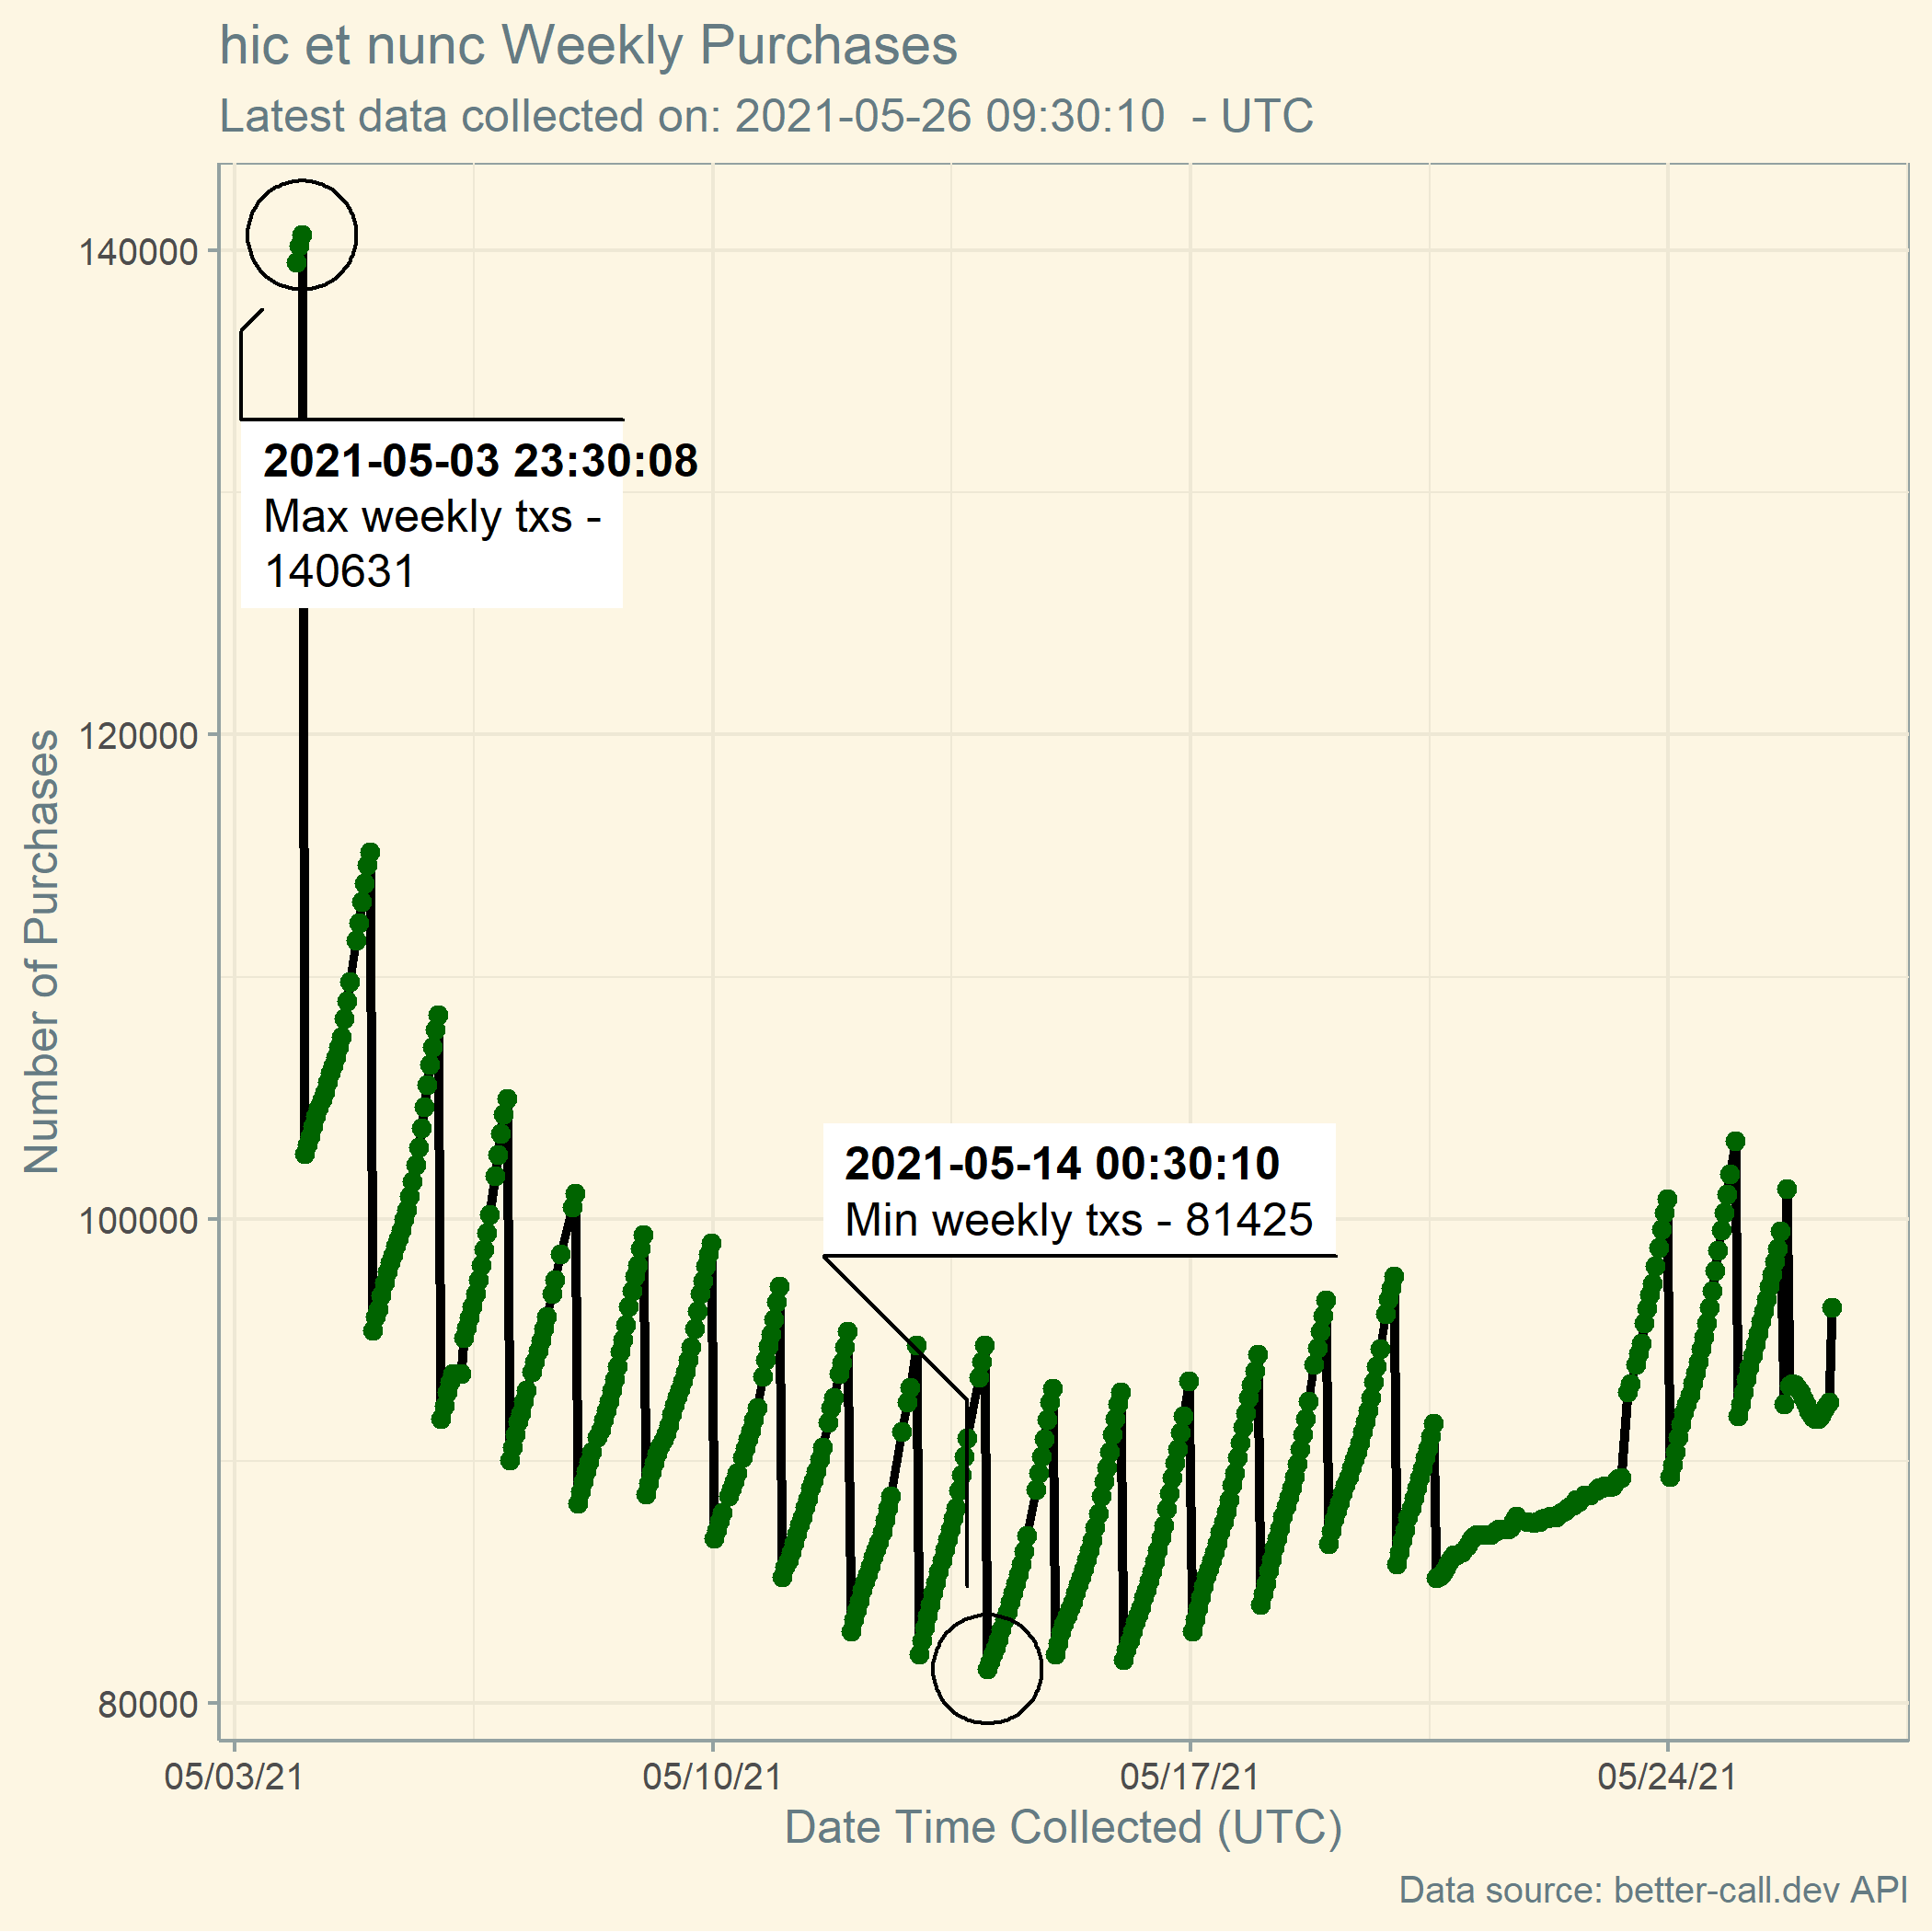 hic et nunc Weekly Purchases
Latest data collected on: 2021-05-26 09:30:10  - UTC
Number of Purchases
140000
120000
100000
80000
2021-05-03 23:30:08
Max weekly txs -
140631
2021-05-14 00:30:10
Min weekly txs - 81425
05/03/21 05/10/21 05/17/21 05/24/21
Date Time Collected (UTC)
Data source: better-call.dev API